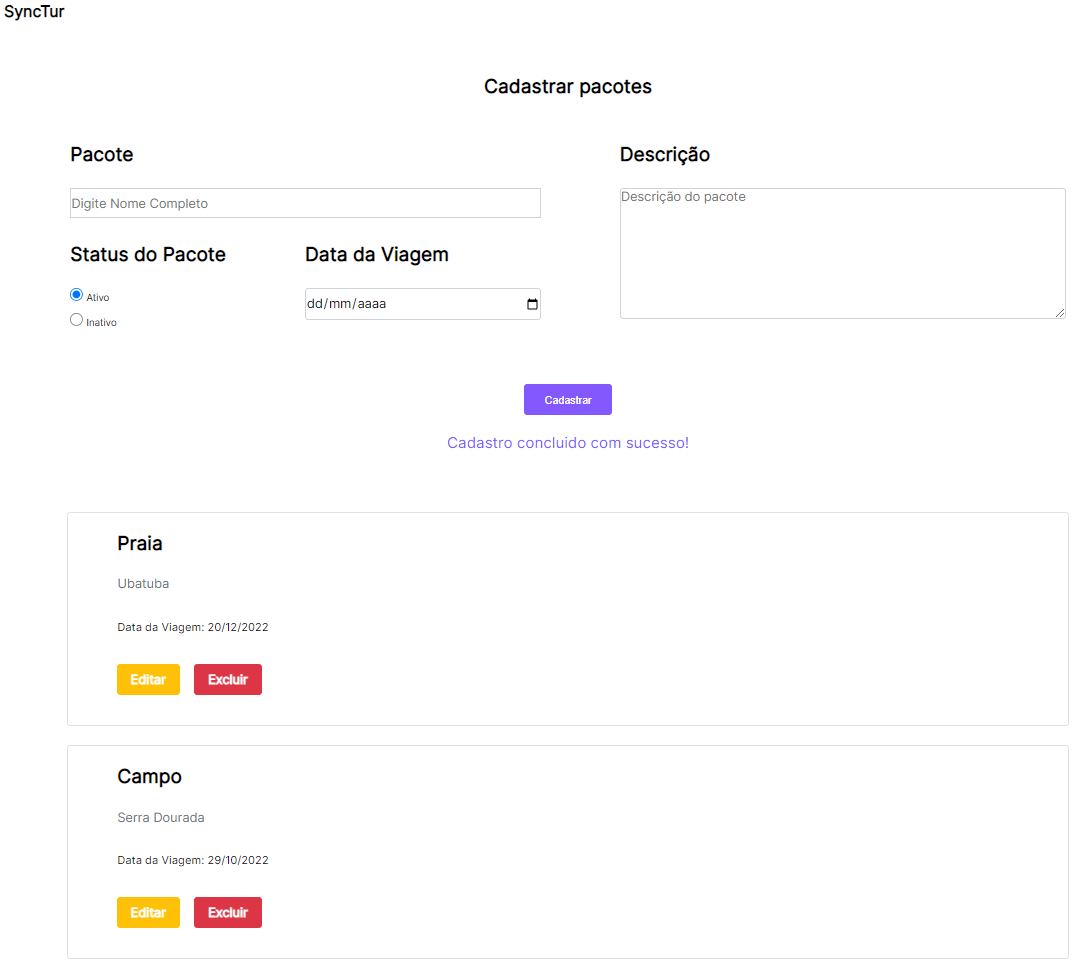 SyncTur
Cadastrar pacotes
Pacote
Digite Nome Completo
Status do Pacote
Ativo
Inativo
Data da Viagem
dd/mm/aaaa
Descrição
Descrição do pacote
Cadastrar
Cadastro concluido com sucesso!
Praia
Ubatuba
Data da Viagem: 20/12/2022
Editar Excluir
Campo
Serra Dourada
Data da Viagem: 29/10/2022
Editar Excluir